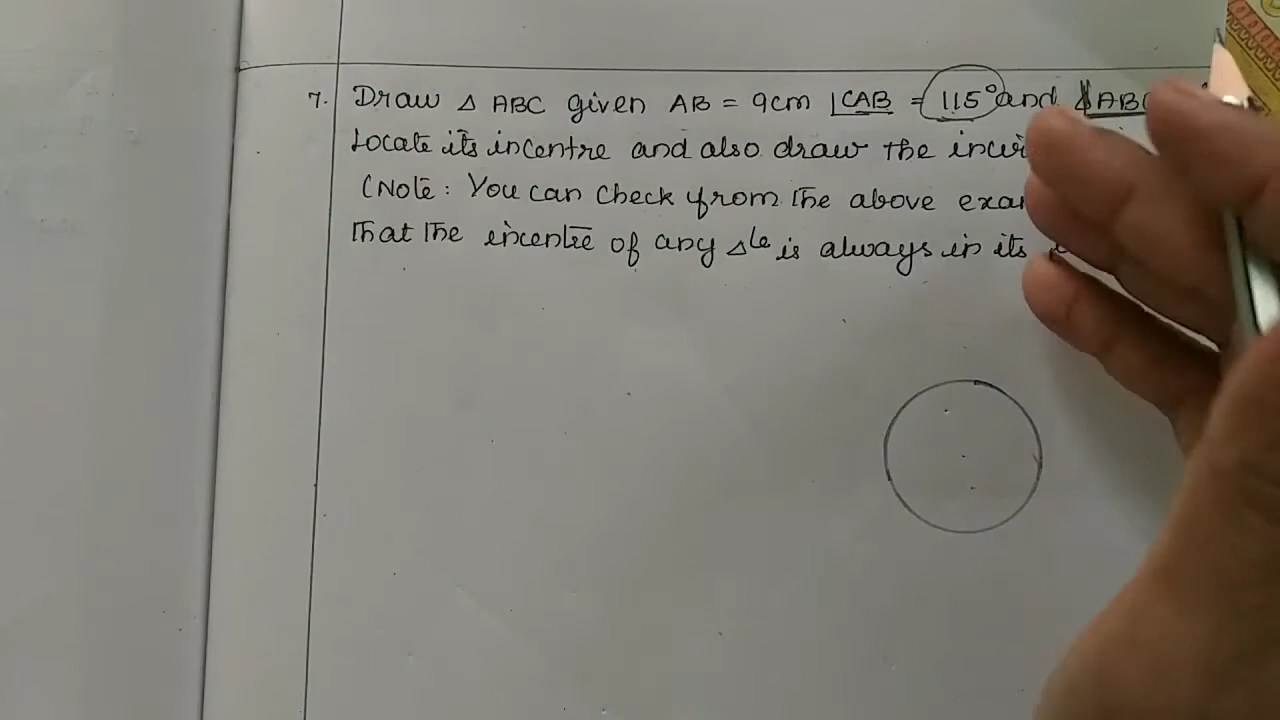 7. Draw △ ABC given AB = 9cm ∠CAB = 115° and ∠ABC
Locate its incentre and also draw the incir
(Note: You can check from the above exam
that the incentre of any △le is always in its